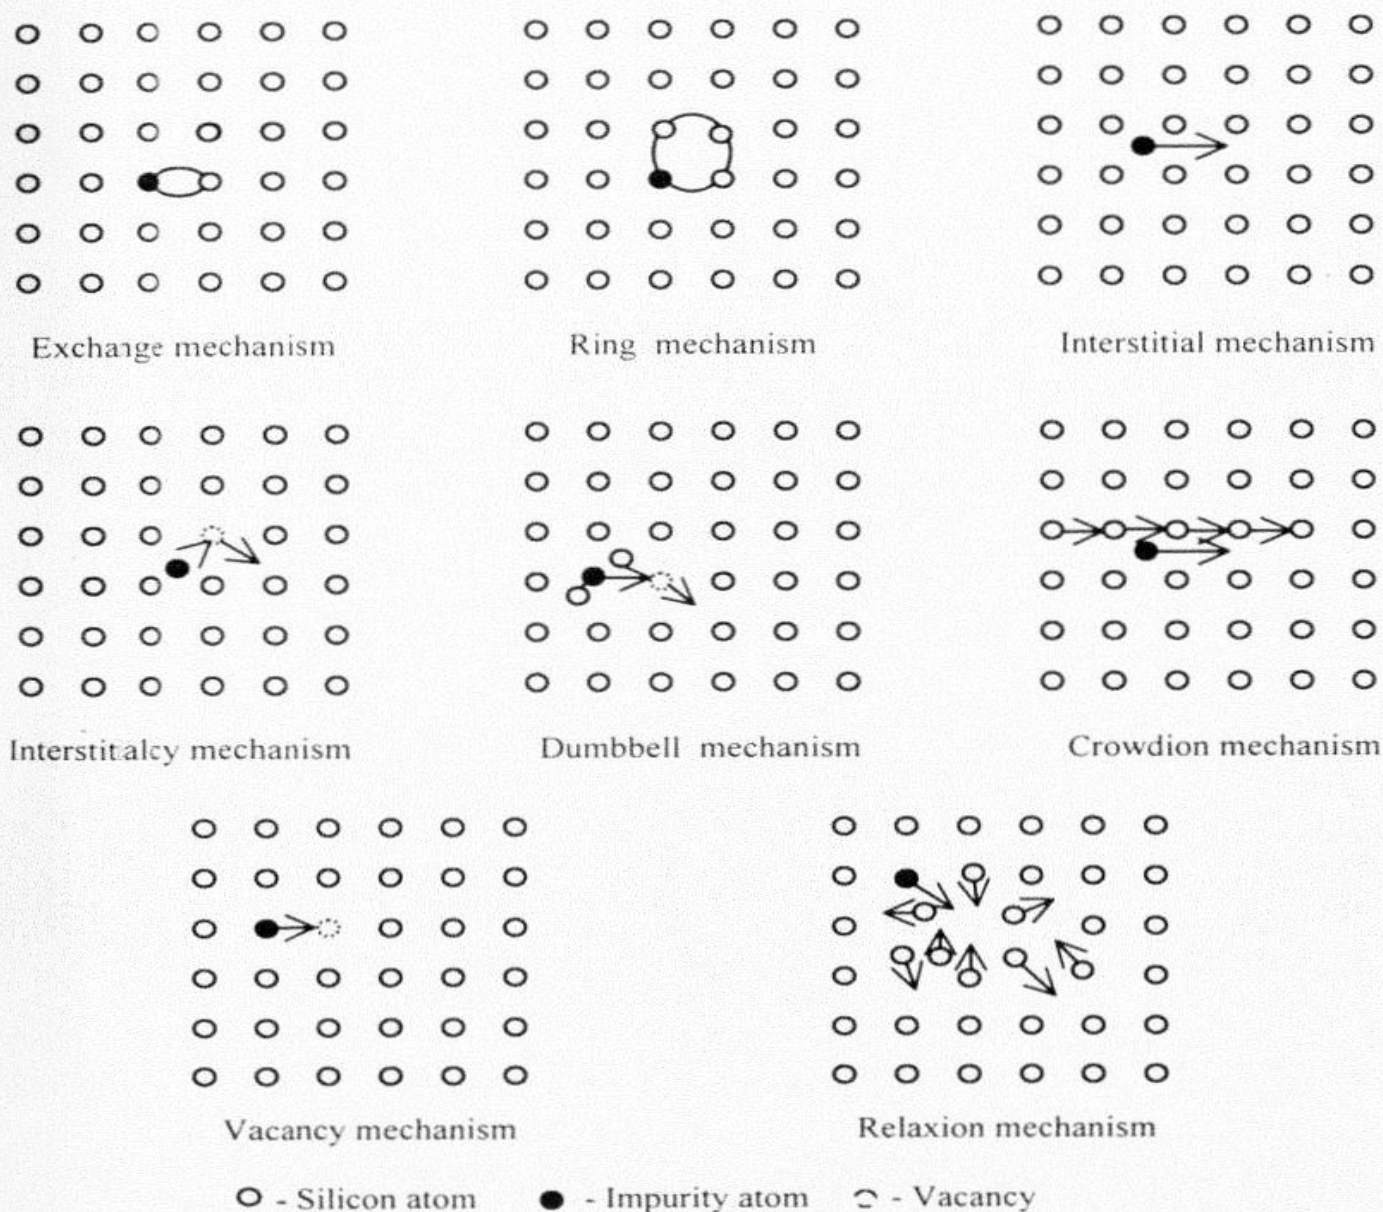 Exchange mechanism
Ring mechanism
Interstitial mechanism
Interstitalcy mechanism
Dumbbell mechanism
Crowdion mechanism
Vacancy mechanism
Relaxion mechanism
- Silicon atom - Impurity atom - Vacancy